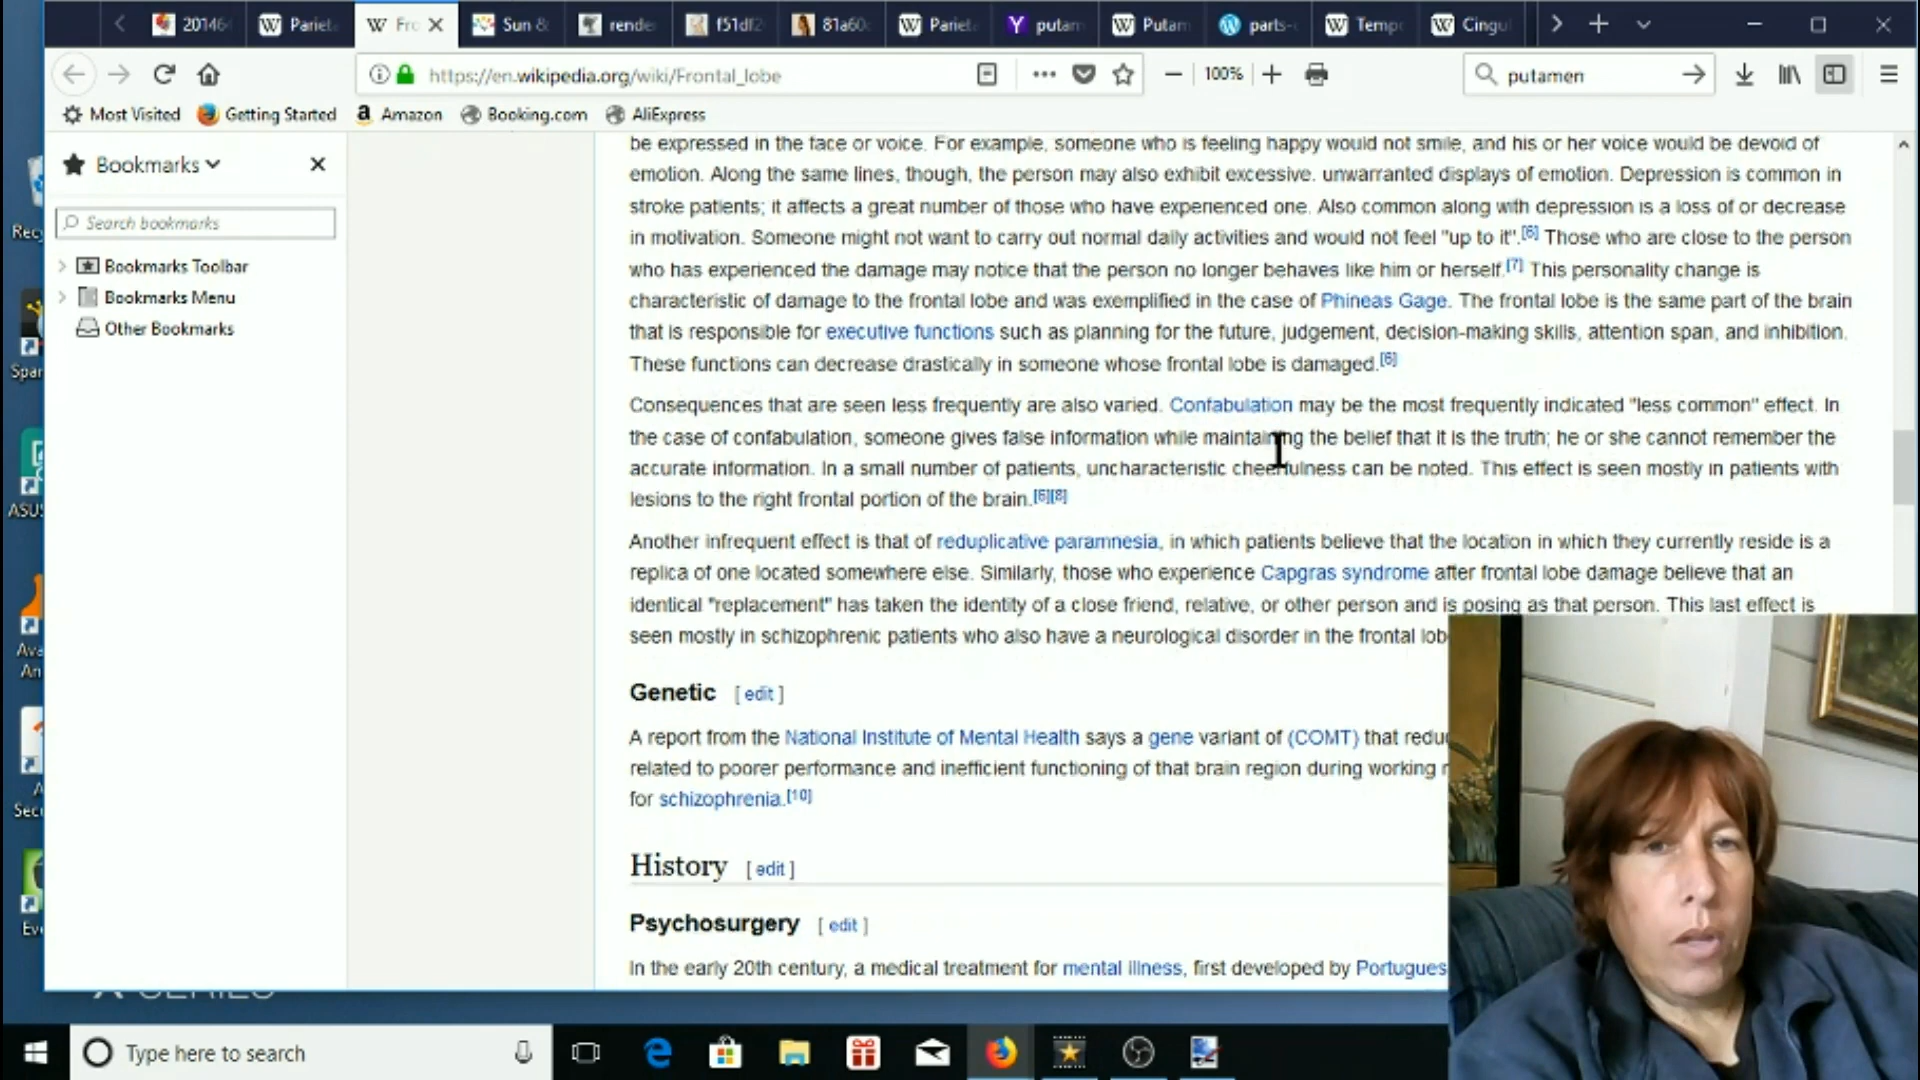 20146
Pariet
Fro
Sun &
rende
f51df2
81a60
Pariet
putam
Putam
parts-
Temp
Cingu
https://en.wikipedia.org/wiki/Frontal_lobe
100%
putamen
Most Visited
Getting Started
Amazon
Booking.com
AliExpress
Bookmarks
Search bookmarks
Bookmarks Toolbar
Bookmarks Menu
Other Bookmarks
be expressed in the face or voice. For example, someone who is feeling happy would not smile, and his or her voice would be devoid of
emotion. Along the same lines, though, the person may also exhibit excessive, unwarranted displays of emotion. Depression is common in
stroke patients; it affects a great number of those who have experienced one. Also common along with depression is a loss of or decrease
in motivation. Someone might not want to carry out normal daily activities and would not feel "up to it".[6] Those who are close to the person
who has experienced the damage may notice that the person no longer behaves like him or herself.[7] This personality change is
characteristic of damage to the frontal lobe and was exemplified in the case of Phineas Gage. The frontal lobe is the same part of the brain
that is responsible for executive functions such as planning for the future, judgement, decision-making skills, attention span, and inhibition.
These functions can decrease drastically in someone whose frontal lobe is damaged.[6]
Consequences that are seen less frequently are also varied. Confabulation may be the most frequently indicated "less common" effect. In
the case of confabulation, someone gives false information while maintaining the belief that it is the truth; he or she cannot remember the
accurate information. In a small number of patients, uncharacteristic cheerfulness can be noted. This effect is seen mostly in patients with
lesions to the right frontal portion of the brain.[6][8]
Another infrequent effect is that of reduplicative paramnesia, in which patients believe that the location in which they currently reside is a
replica of one located somewhere else. Similarly, those who experience Capgras syndrome after frontal lobe damage believe that an
identical "replacement" has taken the identity of a close friend, relative, or other person and is posing as that person. This last effect is
seen mostly in schizophrenic patients who also have a neurological disorder in the frontal lob
Genetic [ edit ]
A report from the National Institute of Mental Health says a gene variant of (COMT) that redu
related to poorer performance and inefficient functioning of that brain region during working
for schizophrenia.[10]
History [ edit ]
Psychosurgery [ edit ]
In the early 20th century, a medical treatment for mental illness, first developed by Portugues
Rec
Spar
ASUS
Ava
An
A
Sec
Eve
Type here to search